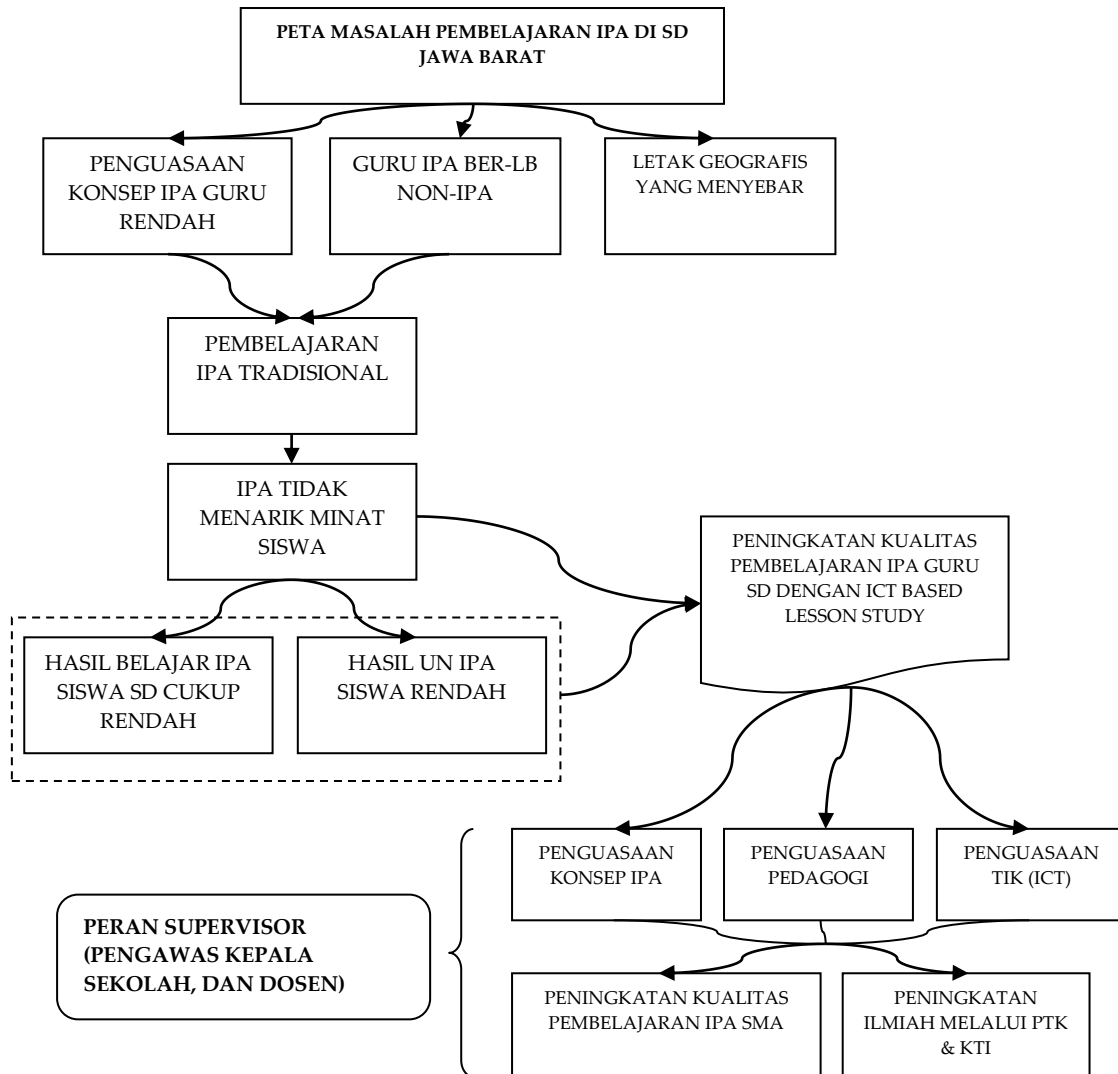 PETA MASALAH PEMBELAJARAN IPA DI SD
JAWA BARAT
PENGUASAAN
KONSEP IPA GURU
RENDAH
GURU IPA BER-LB
NON-IPA
LETAK GEOGRAFIS
YANG MENYEBAR
PEMBELAJARAN
IPA TRADISIONAL
IPA TIDAK
MENARIK MINAT
SISWA
PENINGKATAN KUALITAS
PEMBELAJARAN IPA GURU
SD DENGAN ICT BASED
LESSON STUDY
HASIL BELAJAR IPA
SISWA SD CUKUP
RENDAH
HASIL UN IPA
SISWA RENDAH
PENGUASAAN
KONSEP IPA
PENGUASAAN
PEDAGOGI
PENGUASAAN
TIK (ICT)
PERAN SUPERVISOR
(PENGAWAS KEPALA
SEKOLAH, DAN DOSEN)
PENINGKATAN KUALITAS
PEMBELAJARAN IPA SMA
PENINGKATAN
ILMIAH MELALUI PTK
& KTI